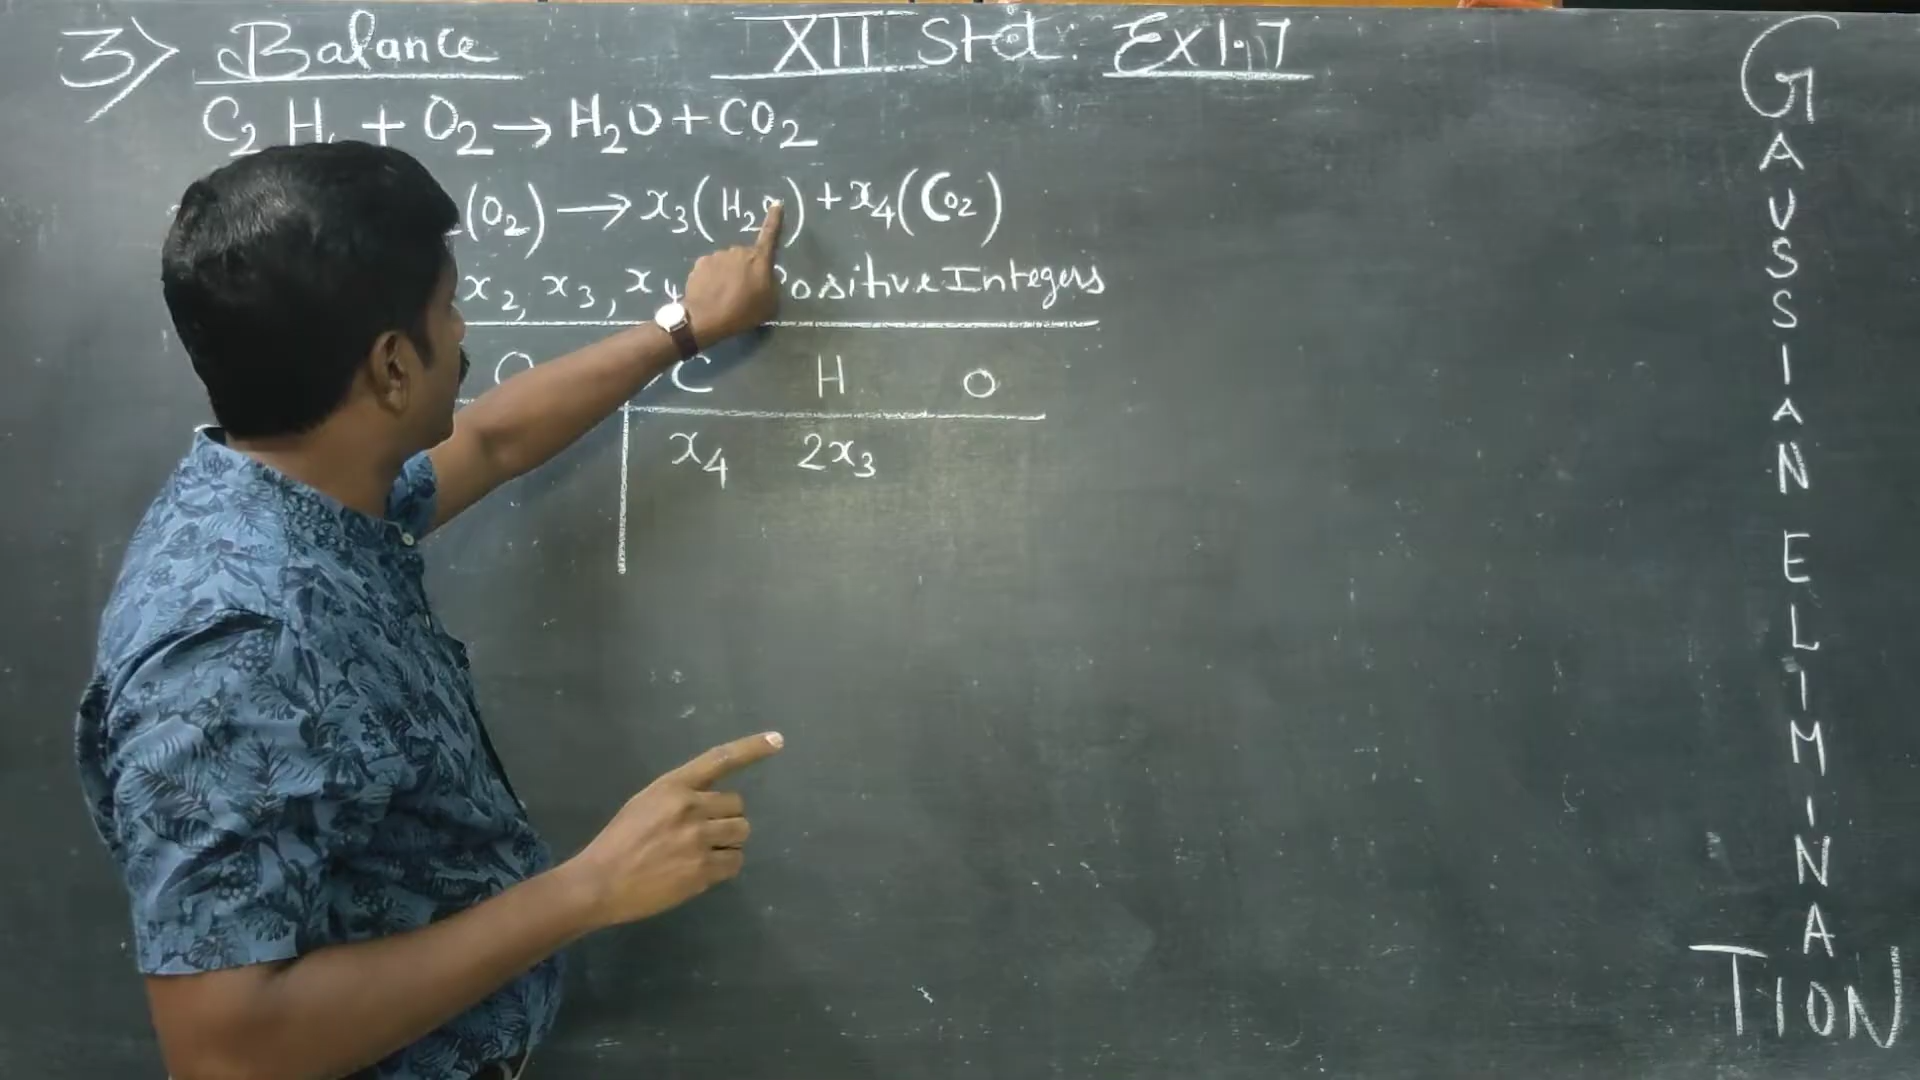 3) Balance
XII Std. Ex 1.7
C₂ H + O₂ → H₂O + CO₂
(O₂) → x₃(H₂O) + x₄(CO₂)
x₂, x₃, x₄ Positive Integers
O C H O
x₄ 2x₃
GAUSSIAN ELIMINATION